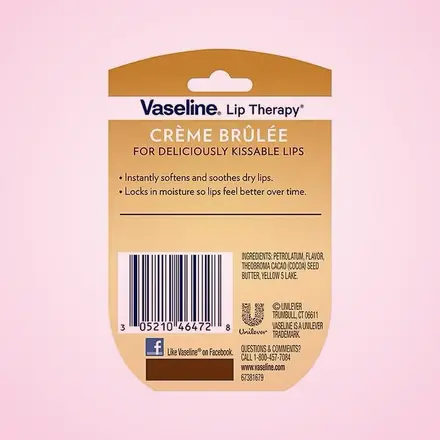 Vaseline® Lip Therapy®
CRÈME BRÛLÉE
FOR DELICIOUSLY KISSABLE LIPS
• Instantly softens and soothes dry lips.
• Locks in moisture so lips feel better over time.
INGREDIENTS: PETROLATUM, FLAVOR,
THEOBROMA CACAO (COCOA) SEED
BUTTER, YELLOW 5 LAKE.
3 05210 46472 8
Unilever
© UNILEVER
TRUMBULL, CT 06611
VASELINE IS A UNILEVER
TRADEMARK.
f Like Vaseline® on Facebook.
QUESTIONS & COMMENTS?
CALL 1-800-457-7084
www.vaseline.com
67381679